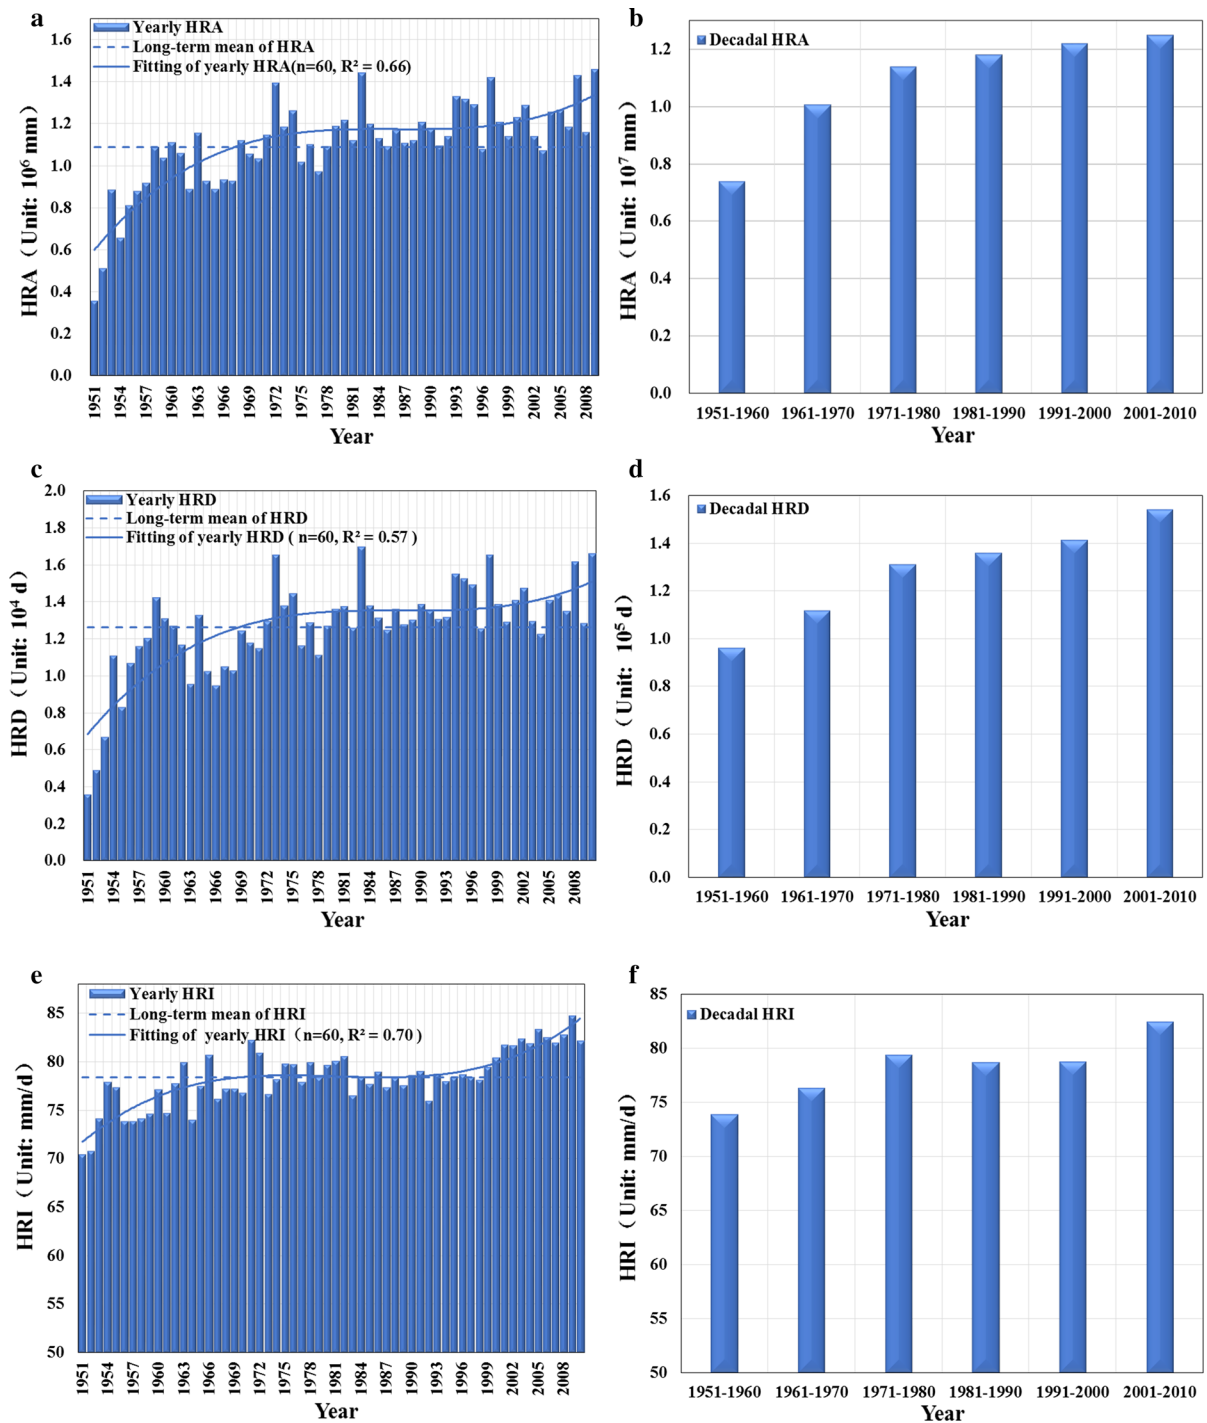 a
Yearly HRA
Long-term mean of HRA
Fitting of yearly HRA(n=60, R² = 0.66)
HRA（Unit: 10⁶ mm）
1.6
1.4
1.2
1.0
0.8
0.6
0.4
0.2
0.0
1951 1954 1957 1960 1963 1966 1969 1972 1975 1978 1981 1984 1987 1990 1993 1996 1999 2002 2005 2008
Year
b
Decadal HRA
HRA（Unit: 10⁷ mm）
1.2
1.0
0.8
0.6
0.4
0.2
0.0
1951-1960 1961-1970 1971-1980 1981-1990 1991-2000 2001-2010
Year
c
Yearly HRD
Long-term mean of HRD
Fitting of yearly HRD ( n=60, R² = 0.57 )
HRD（Unit: 10⁴ d）
2.0
1.8
1.6
1.4
1.2
1.0
0.8
0.6
0.4
0.2
0.0
1951 1954 1957 1960 1963 1966 1969 1972 1975 1978 1981 1984 1987 1990 1993 1996 1999 2002 2005 2008
Year
d
Decadal HRD
HRD（Unit: 10⁵ d）
1.6
1.4
1.2
1.0
0.8
0.6
0.4
0.2
0.0
1951-1960 1961-1970 1971-1980 1981-1990 1991-2000 2001-2010
Year
e
Yearly HRI
Long-term mean of HRI
Fitting of yearly HRI（n=60, R² = 0.70 )
HRI（Unit: mm/d）
85
80
75
70
65
60
55
50
1951 1954 1957 1960 1963 1966 1969 1972 1975 1978 1981 1984 1987 1990 1993 1996 1999 2002 2005 2008
Year
f
Decadal HRI
HRI（Unit: mm/d）
85
80
75
70
65
60
55
50
1951-1960 1961-1970 1971-1980 1981-1990 1991-2000 2001-2010
Year